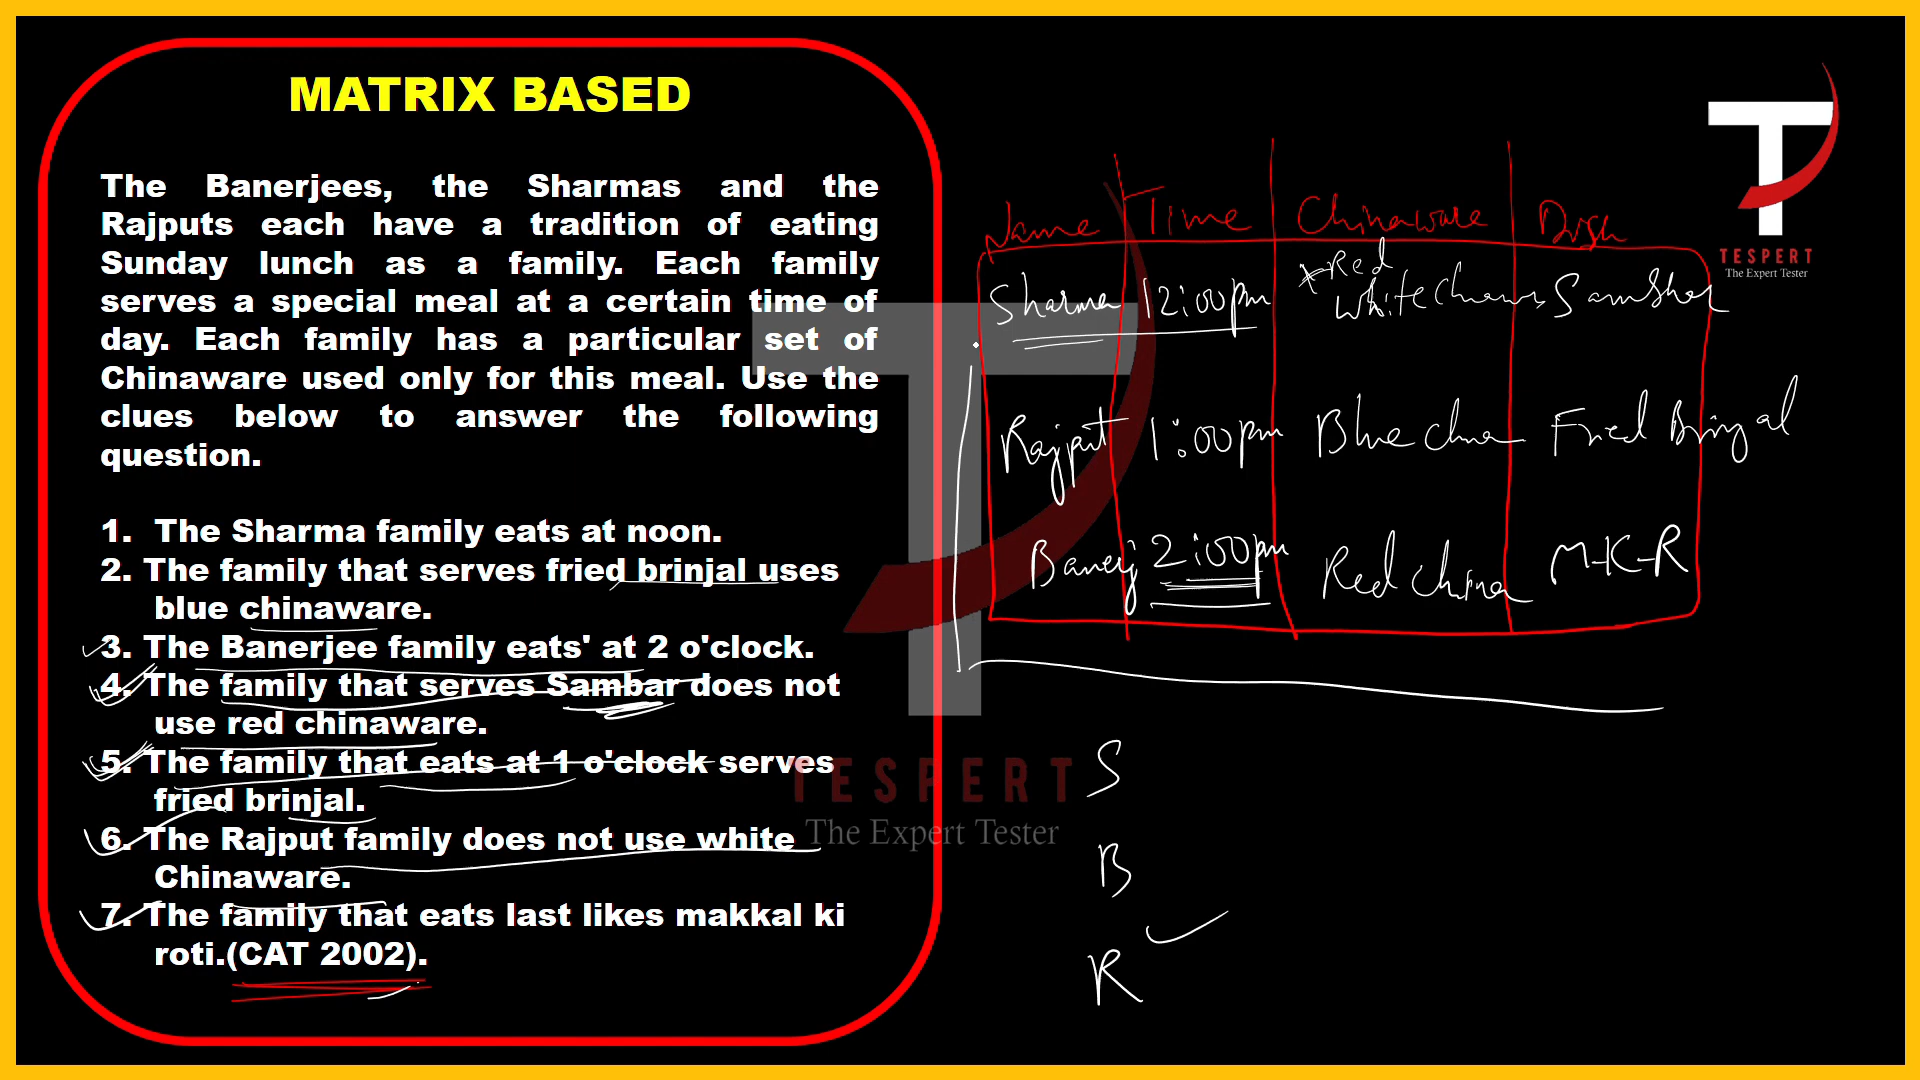 MATRIX BASED
The Banerjees, the Sharmas and the
Rajputs each have a tradition of eating
Sunday lunch as a family. Each family
serves a special meal at a certain time of
day. Each family has a particular set of
Chinaware used only for this meal. Use the
clues below to answer the following
question.
1. The Sharma family eats at noon.
2. The family that serves fried brinjal uses
blue chinaware.
3. The Banerjee family eats' at 2 o'clock.
4. The family that serves Sambar does not
use red chinaware.
5. The family that eats at 1 o'clock serves
fried brinjal.
6. The Rajput family does not use white
Chinaware.
7. The family that eats last likes makkal ki
roti.(CAT 2002).
Name Time Chinaware Dish
×Red
Sharma 12:00pm White China
Rajput 1:00pm Blue China Fried Brinjal
Banerj 2:00pm Red China M-K-R
S
B
R
TESPERT
The Expert Tester
TESPERT
The Expert Tester